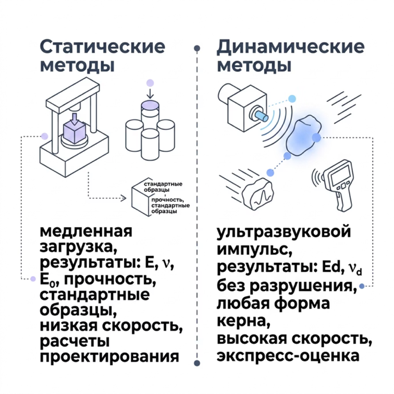 Статические
методы
стандартные
образцы
прочность,
стандартные
образцы
медленная
загрузка,
результаты: E, ν,
E₀, прочность,
стандартные
образцы,
низкая скорость,
расчеты
проектирования
Динамические
методы
ультразвуковой
импульс,
результаты: Ed, νd
без разрушения,
любая форма
керна,
высокая скорость,
экспресс-оценка